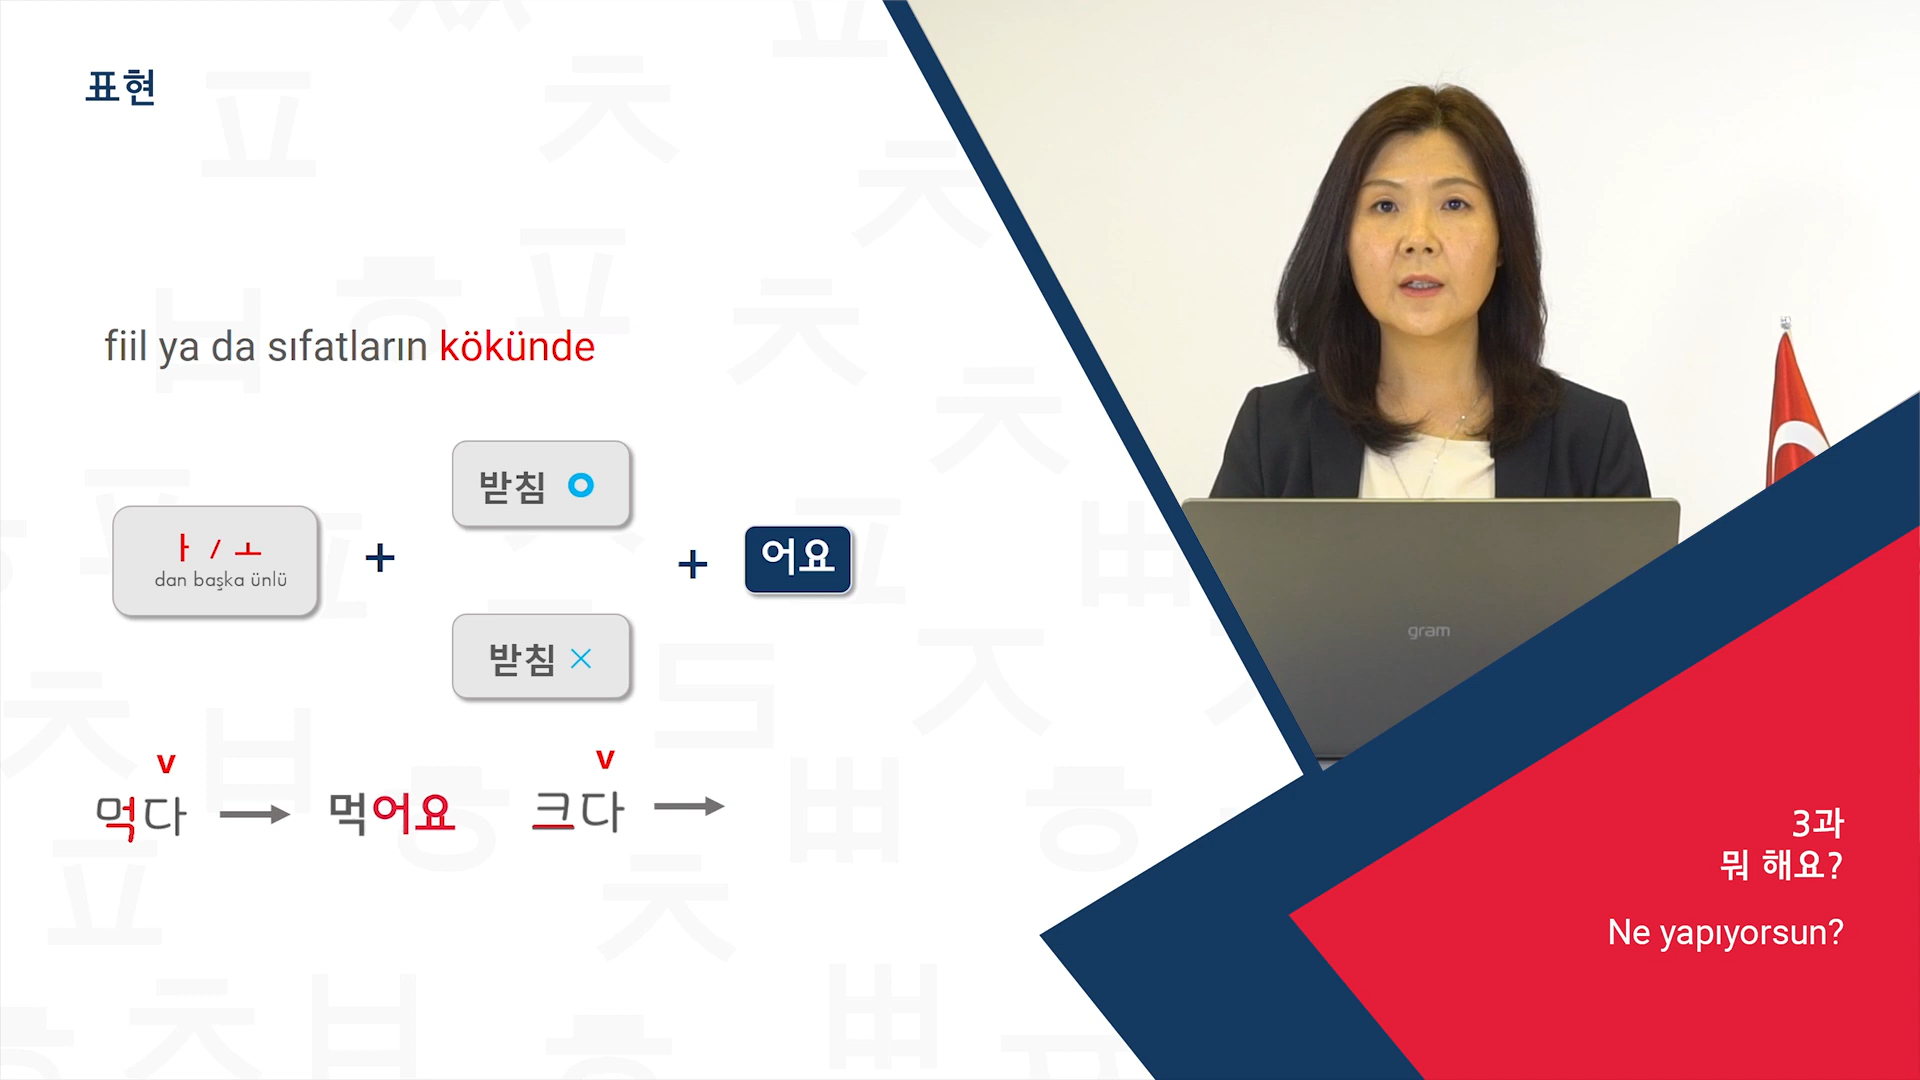 표현
fiil ya da sıfatların kökünde
ㅏ / ㅗ
dan başka ünlü
+
받침 o
받침 ×
+
어요
v
먹다 → 먹어요
v
크다 →
gram
3과
뭐 해요?
Ne yapıyorsun?